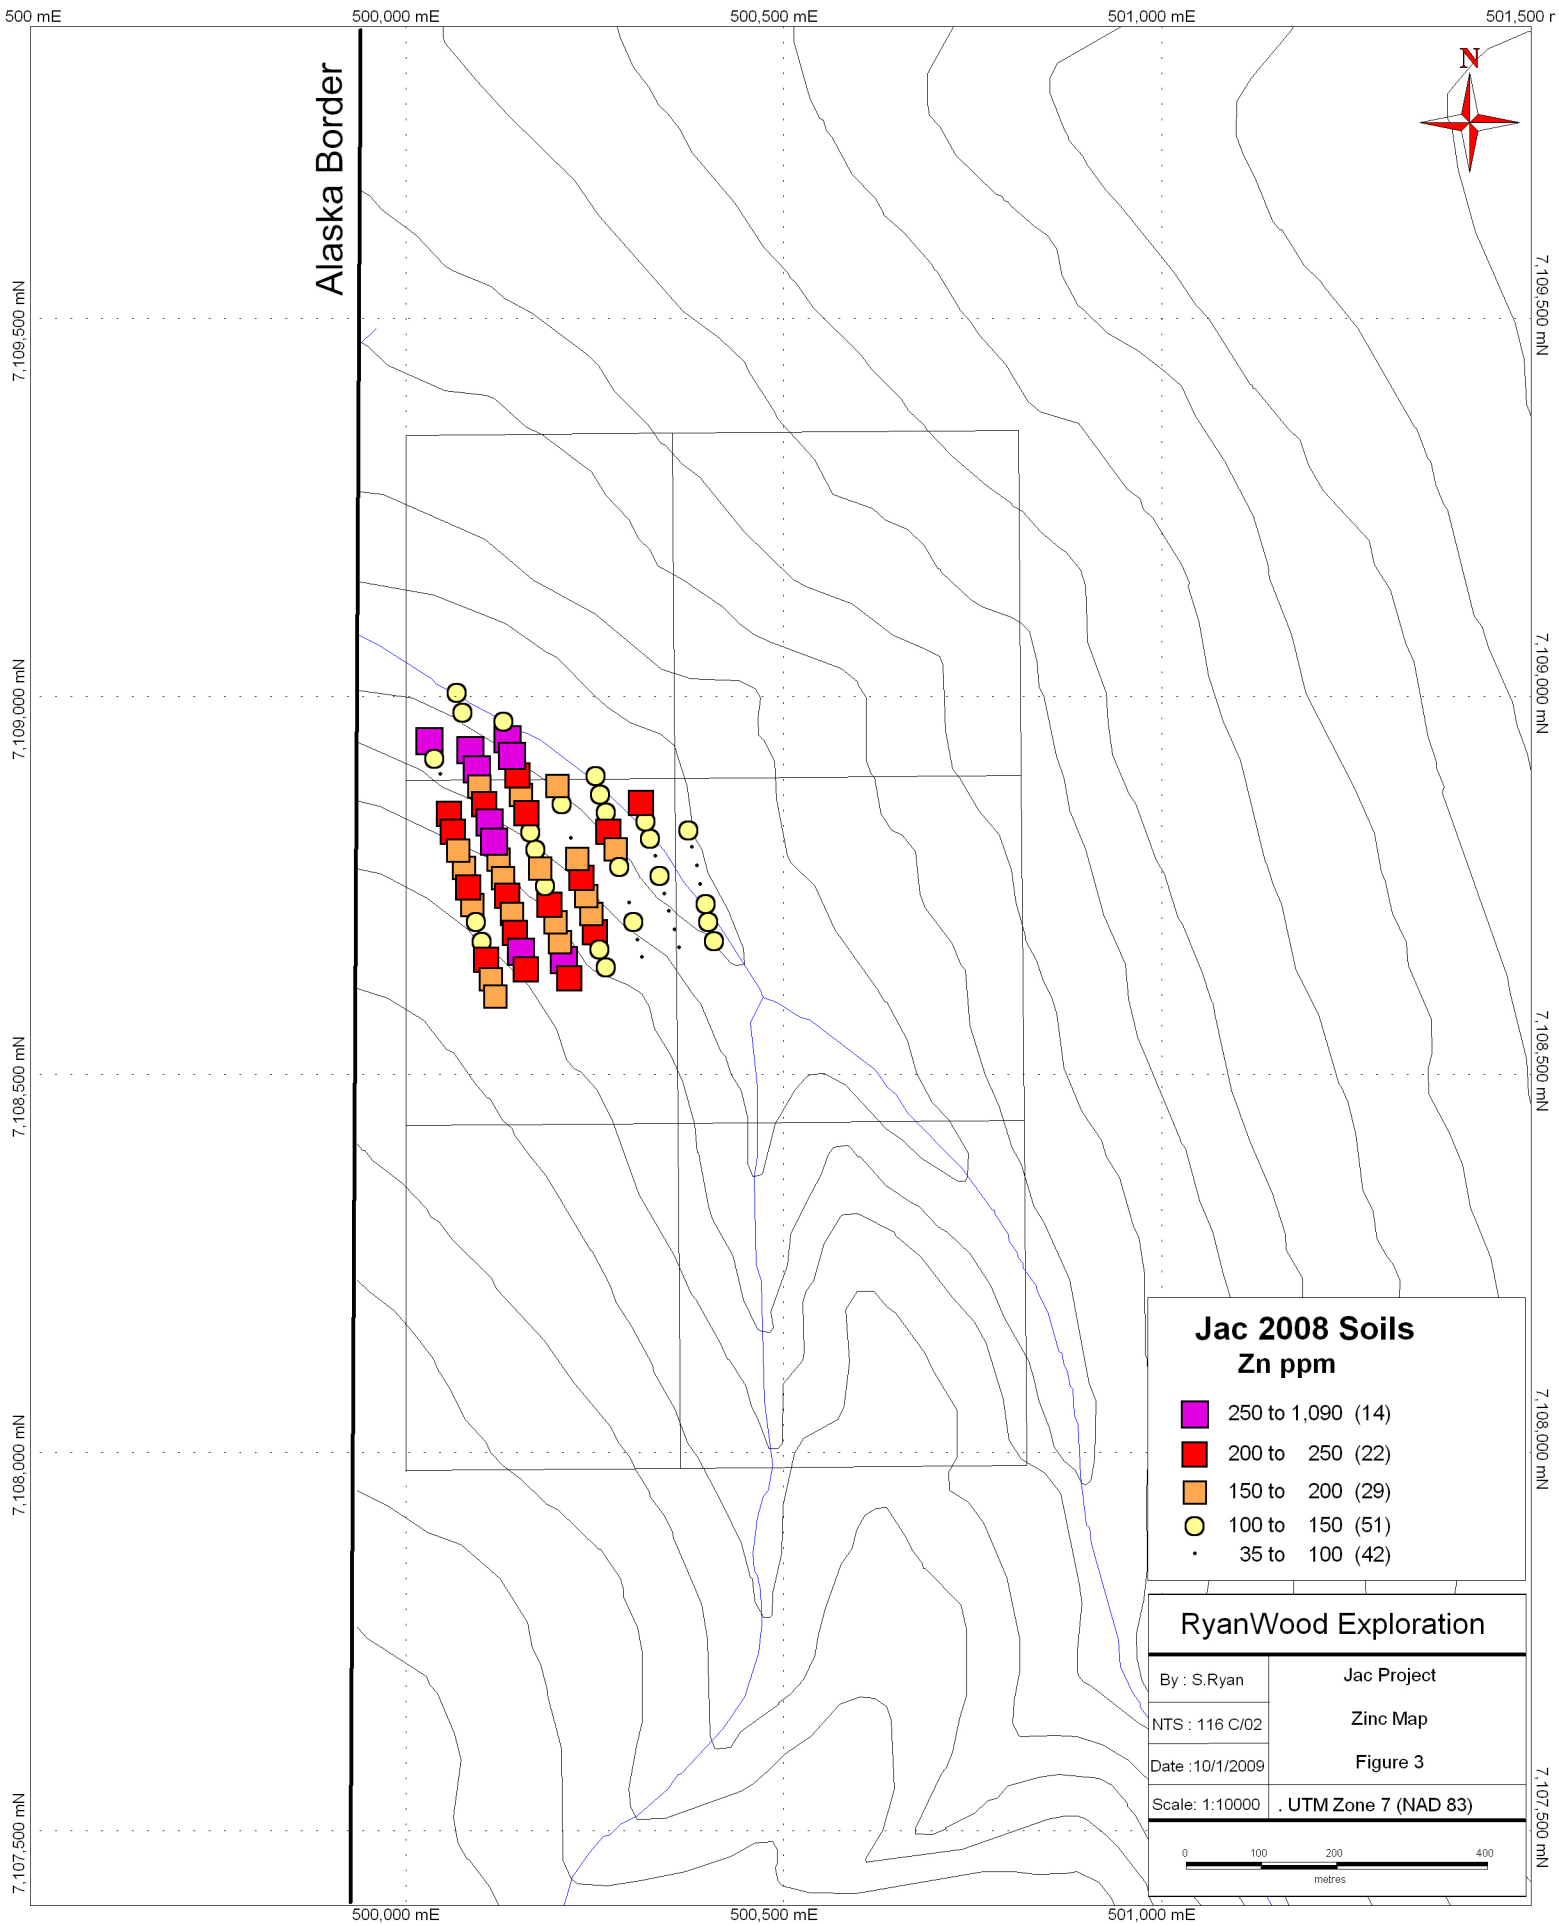 500 mE
500,000 mE
500,500 mE
501,000 mE
501,500 r
N
Alaska Border
7,109,500 mN
7,109,500 mN
7,109,000 mN
7,109,000 mN
7,108,500 mN
7,108,500 mN
7,108,000 mN
7,108,000 mN
7,107,500 mN
7,107,500 mN
Jac 2008 Soils
Zn ppm
250 to 1,090 (14)
200 to 250 (22)
150 to 200 (29)
100 to 150 (51)
35 to 100 (42)
RyanWood Exploration
By : S.Ryan
Jac Project
NTS : 116 C/02
Zinc Map
Date :10/1/2009
Figure 3
Scale: 1:10000
. UTM Zone 7 (NAD 83)
0 100 200 400
metres
500,000 mE
500,500 mE
501,000 mE